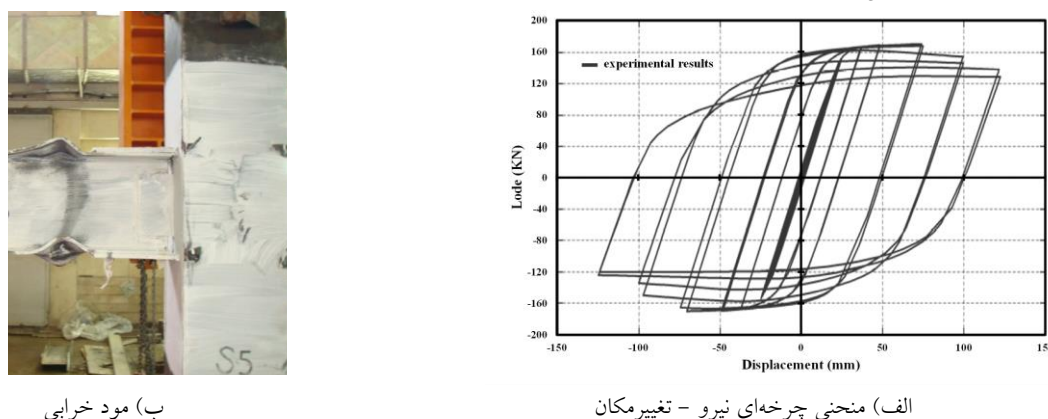 200
160
120
80
40
0
-40
-80
-120
-160
-200
Lode (KN)
experimental results
-150 -100 -50 0 50 100 15
Displacement (mm)
S5
الف) منحنی چرخه‌ای نیرو - تغییرمکان
ب) مود خرابی